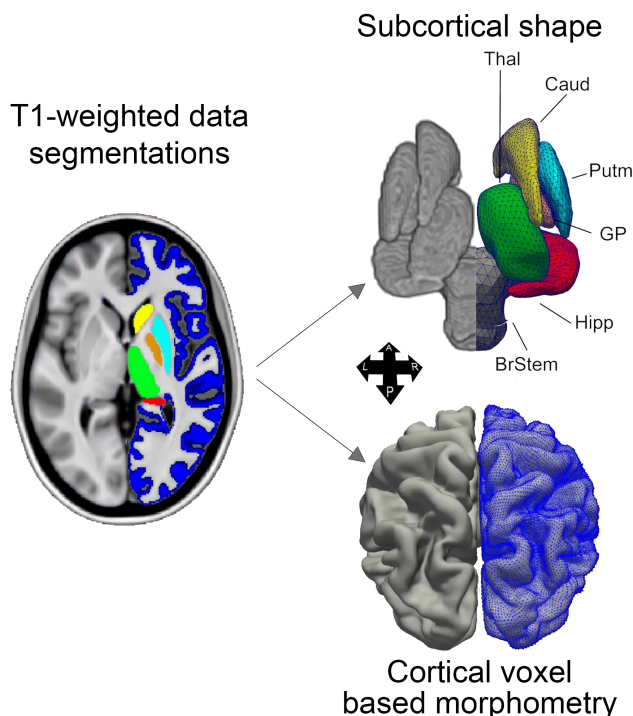 Subcortical shape
T1-weighted data
segmentations
Thal
Caud
Putm
GP
Hipp
BrStem
A
L
R
P
Cortical voxel
based morphometry